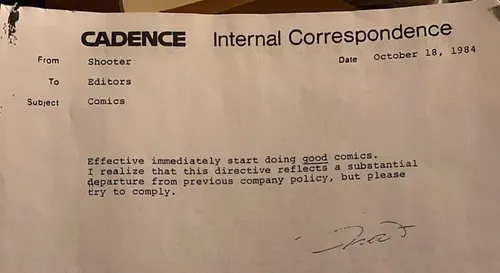 CADENCE Internal Correspondence
From Shooter Date October 18, 1984
To Editors
Subject Comics
Effective immediately start doing good comics.
I realize that this directive reflects a substantial
departure from previous company policy, but please
try to comply.